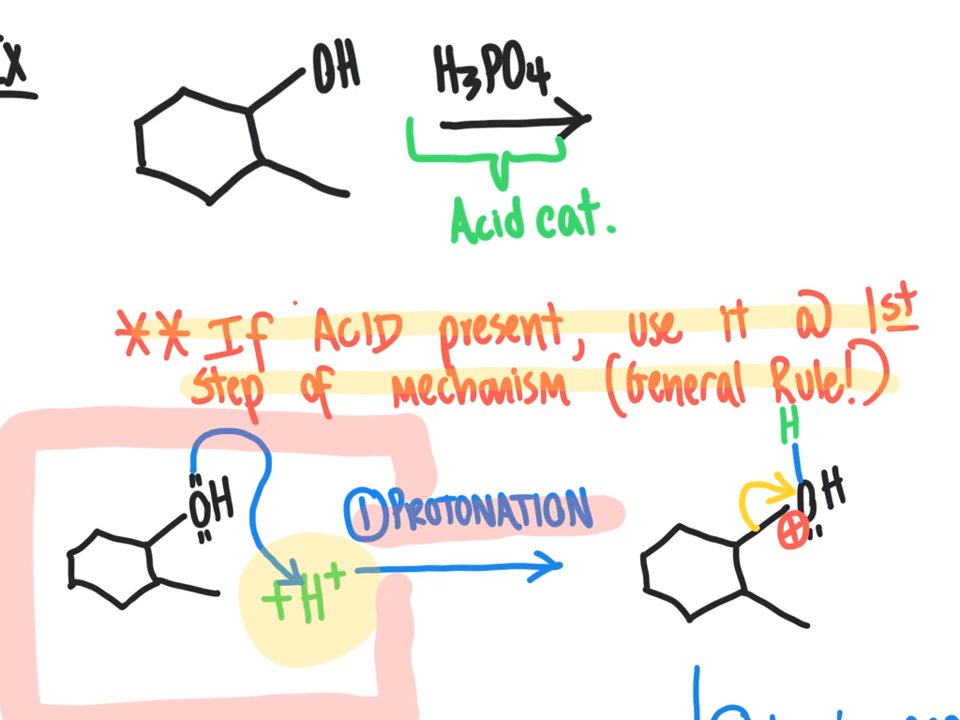 Ex
OH
H₃PO₄
Acid cat.
** If ACID present, use it @ 1st
step of mechanism (General Rule!)
H
ÖH
① PROTONATION
OH
⊕
+H⁺